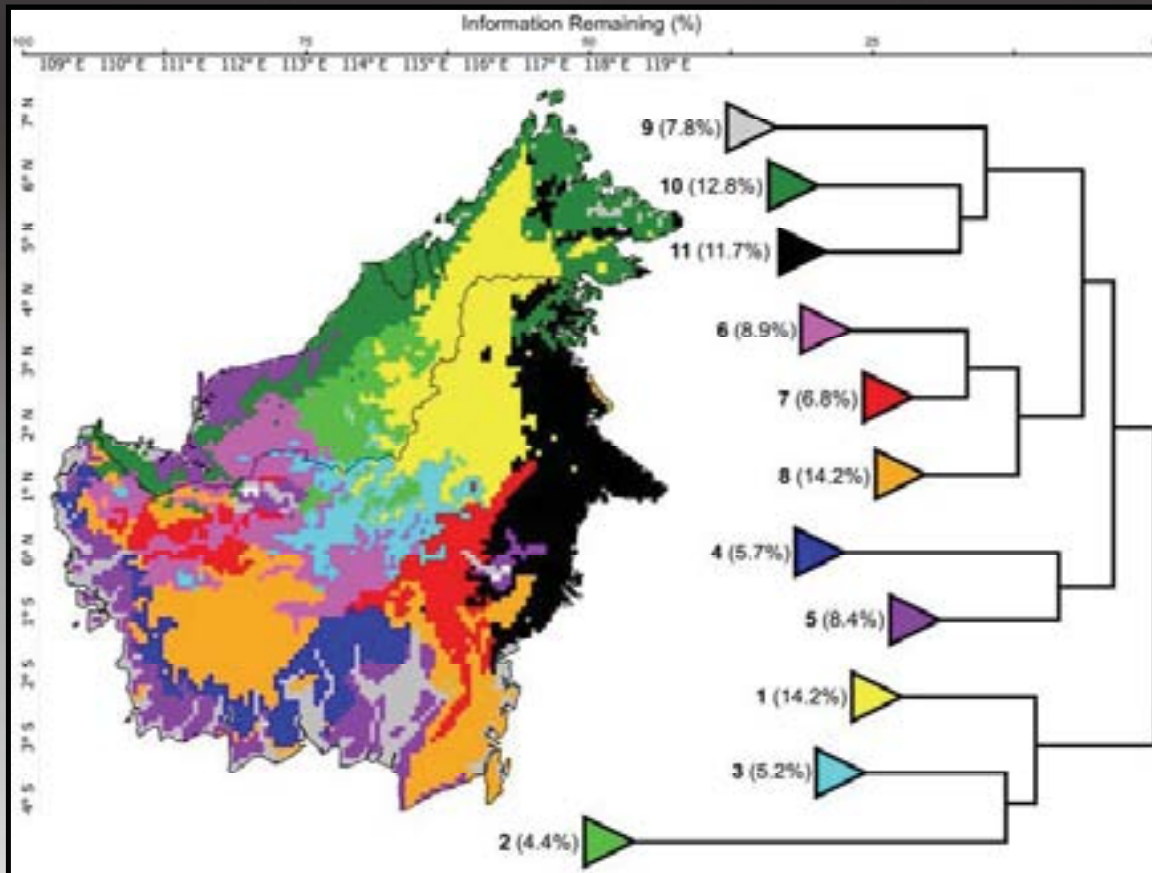 Information Remaining (%)
100 75 50 25
109° E 110° E 111° E 112° E 113° E 114° E 115° E 116° E 117° E 118° E 119° E
7° N
6° N
5° N
4° N
3° N
2° N
1° N
0° N
1° S
2° S
3° S
4° S
9 (7.8%)
10 (12.8%)
11 (11.7%)
6 (8.9%)
7 (6.8%)
8 (14.2%)
4 (5.7%)
5 (8.4%)
1 (14.2%)
3 (5.2%)
2 (4.4%)